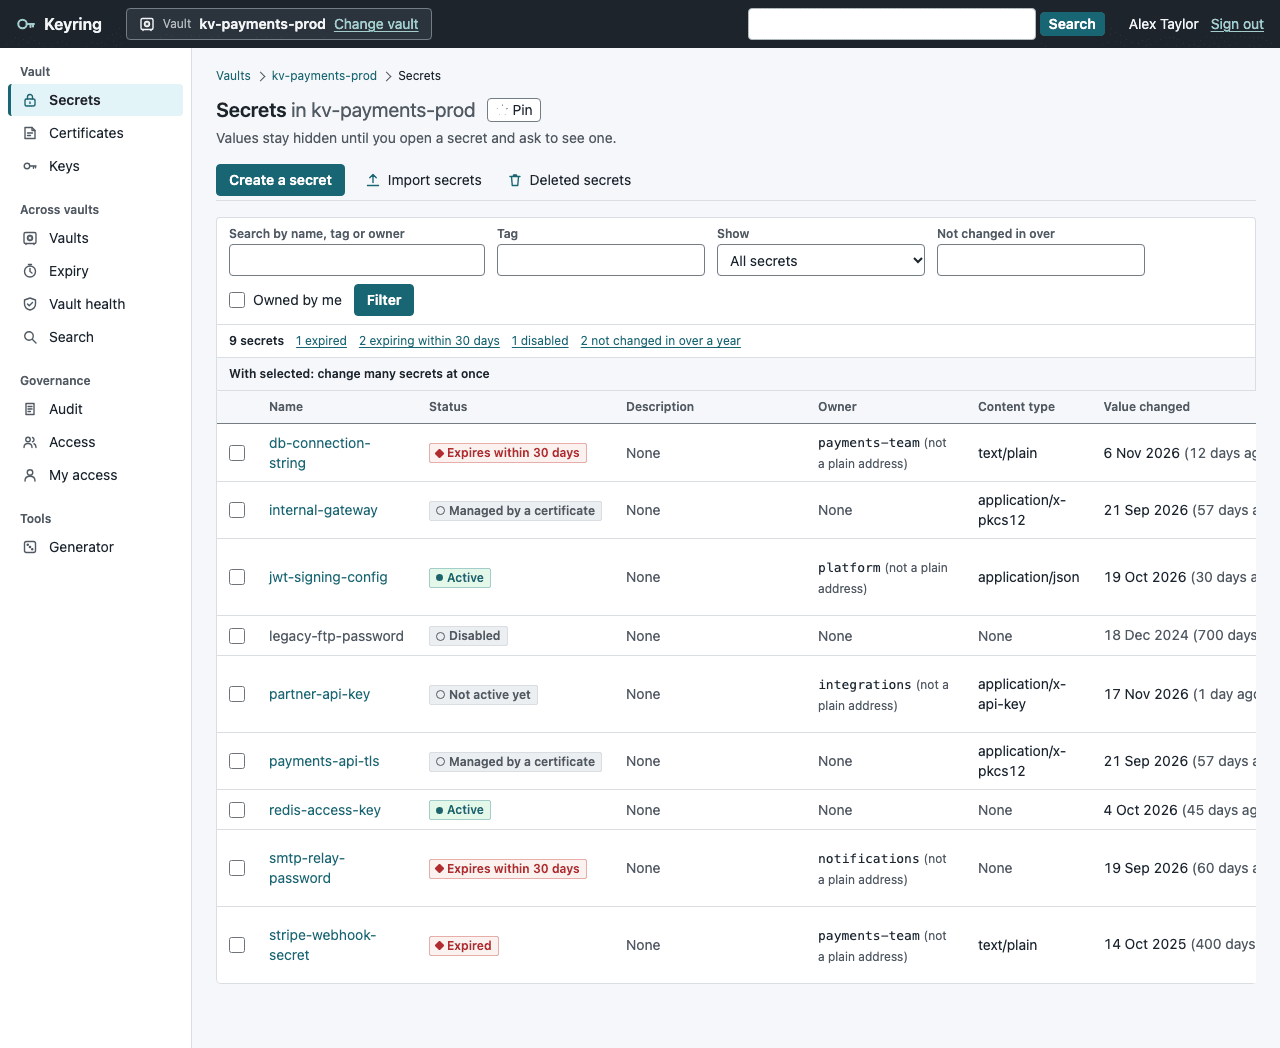 Keyring
Vault kv-payments-prod Change vault
Search
Alex Taylor Sign out
Vault
Secrets
Certificates
Keys
Across vaults
Vaults
Expiry
Vault health
Search
Governance
Audit
Access
My access
Tools
Generator
Vaults > kv-payments-prod > Secrets
Secrets in kv-payments-prod
Pin
Values stay hidden until you open a secret and ask to see one.
Create a secret Import secrets Deleted secrets
Search by name, tag or owner Tag Show Not changed in over
All secrets
Owned by me Filter
9 secrets 1 expired 2 expiring within 30 days 1 disabled 2 not changed in over a year
With selected: change many secrets at once
Name Status Description Owner Content type Value changed
db-connection-
string
Expires within 30 days
None
payments-team (not
a plain address)
text/plain
6 Nov 2026 (12 days ag
internal-gateway
Managed by a certificate
None
None
application/x-
pkcs12
21 Sep 2026 (57 days a
jwt-signing-config
Active
None
platform (not a plain
address)
application/json
19 Oct 2026 (30 days a
legacy-ftp-password
Disabled
None
None
None
18 Dec 2024 (700 days
partner-api-key
Not active yet
None
integrations (not a
plain address)
application/x-
api-key
17 Nov 2026 (1 day ago
payments-api-tls
Managed by a certificate
None
None
application/x-
pkcs12
21 Sep 2026 (57 days a
redis-access-key
Active
None
None
None
4 Oct 2026 (45 days ag
smtp-relay-
password
Expires within 30 days
None
notifications (not
a plain address)
None
19 Sep 2026 (60 days a
stripe-webhook-
secret
Expired
None
payments-team (not
a plain address)
text/plain
14 Oct 2025 (400 days